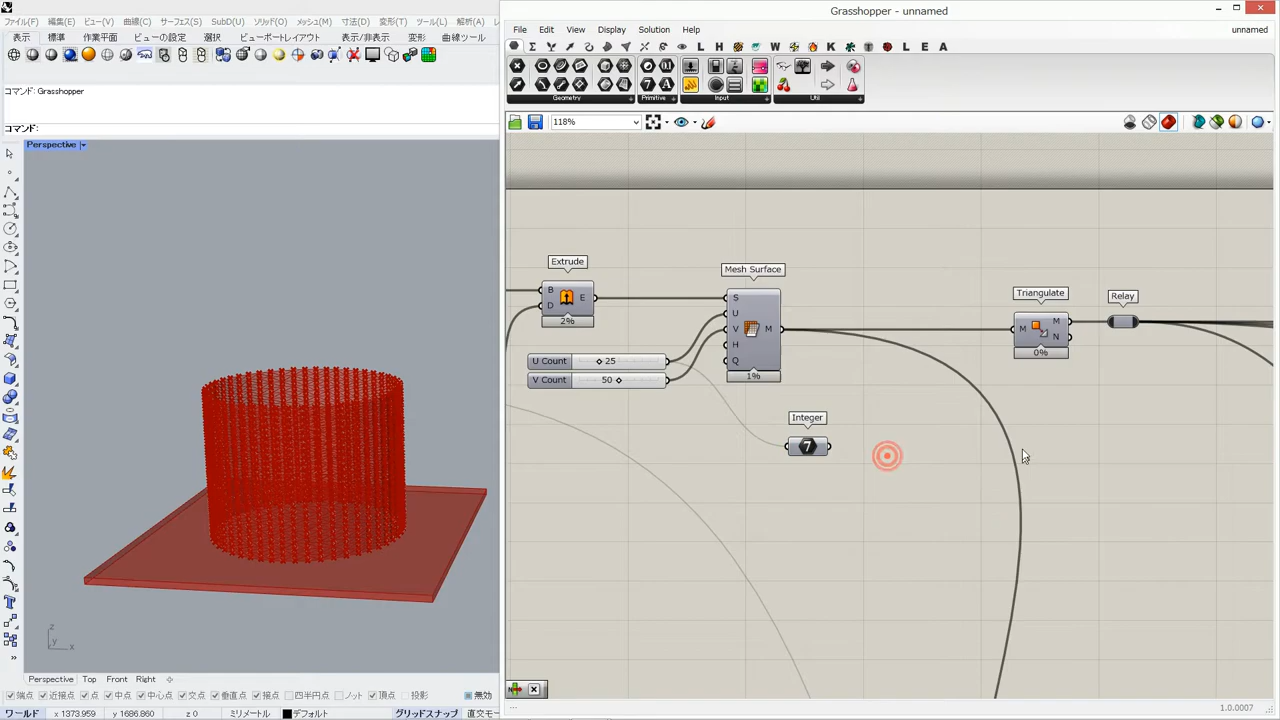 ファイル(F) 編集(E) ビュー(V) 曲線(C) サーフェス(S) SubD(U) ソリッド(O) メッシュ(M) 寸法(D) 変形(T) ツール(L) 解析(A)
表示 標準 作業平面 ビューの設定 選択 ビューポートレイアウト 表示/非表示 変形 曲線ツール
コマンド: Grasshopper
コマンド:
Perspective
z
y
x
Perspective Top Front Right
端点 近接点 点 中点 中心点 交点 垂直点 接点 四半円点 ノット 頂点 投影 無効
ワールド x 1373.959 y 1686.860 z 0 ミリメートル デフォルト グリッドスナップ 直交モー
Grasshopper - unnamed
File Edit View Display Solution Help
unnamed
L H W K L E A
Geometry Primitive Input Util
118%
Extrude
B
D
E
2%
Mesh Surface
S
U
V
H
Q
M
1%
U Count 25
V Count 50
Integer
7
Triangulate
M
M
N
0%
Relay
1.0.0007